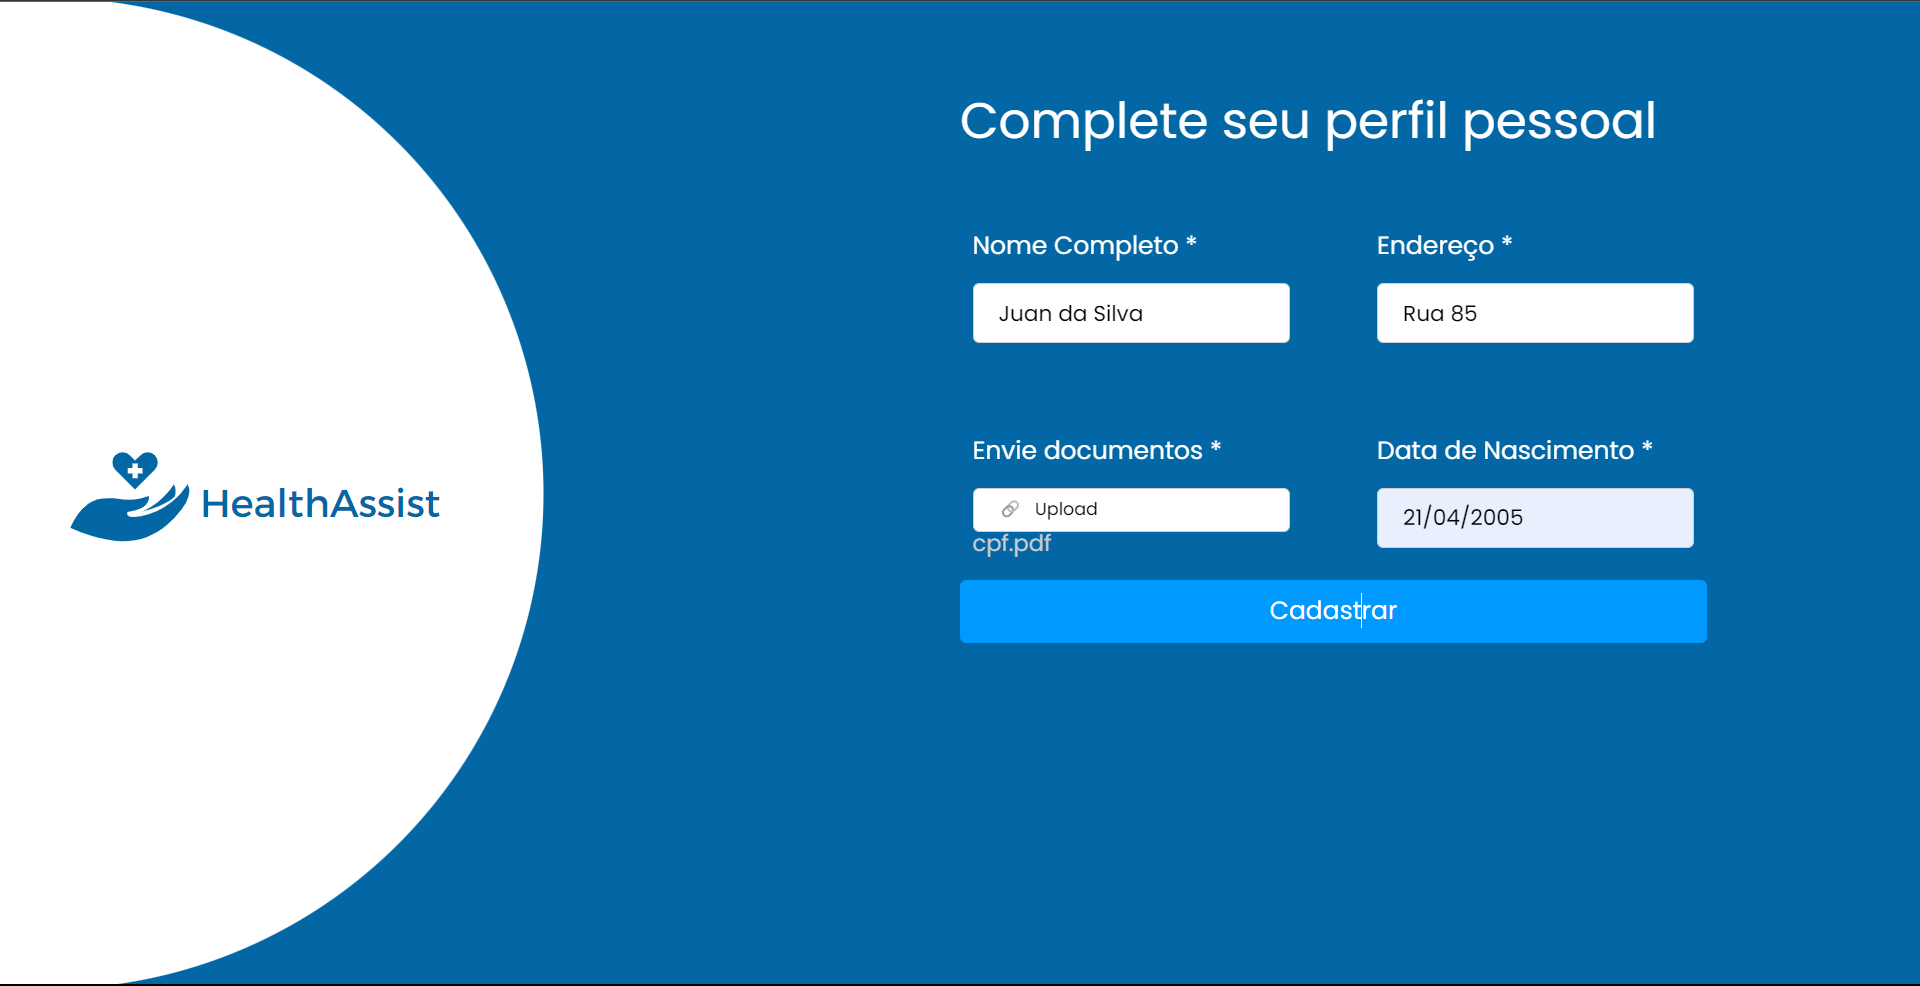 Complete seu perfil pessoal
Nome Completo *
Endereço *
Juan da Silva
Rua 85
HealthAssist
Envie documentos *
Data de Nascimento *
Upload
21/04/2005
cpf.pdf
Cadastrar